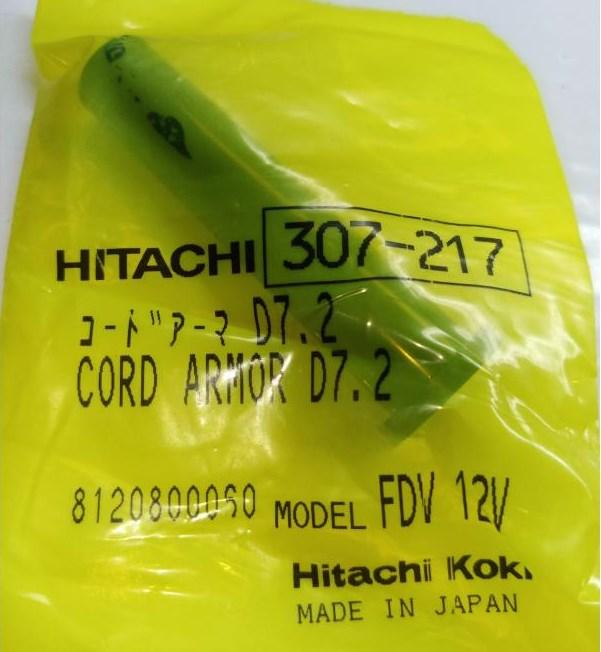 HITACHI 307-217
コード アーマ D7.2
CORD ARMOR D7.2
8120800060 MODEL FDV 12V
Hitachi Koki
MADE IN JAPAN